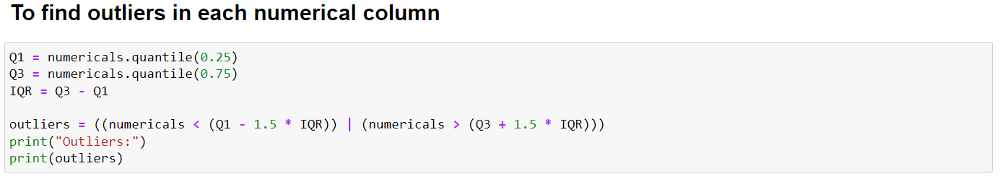 To find outliers in each numerical column
Q1 = numericals.quantile(0.25)
Q3 = numericals.quantile(0.75)
IQR = Q3 - Q1
outliers = ((numericals < (Q1 - 1.5 * IQR)) | (numericals > (Q3 + 1.5 * IQR)))
print("Outliers:")
print(outliers)